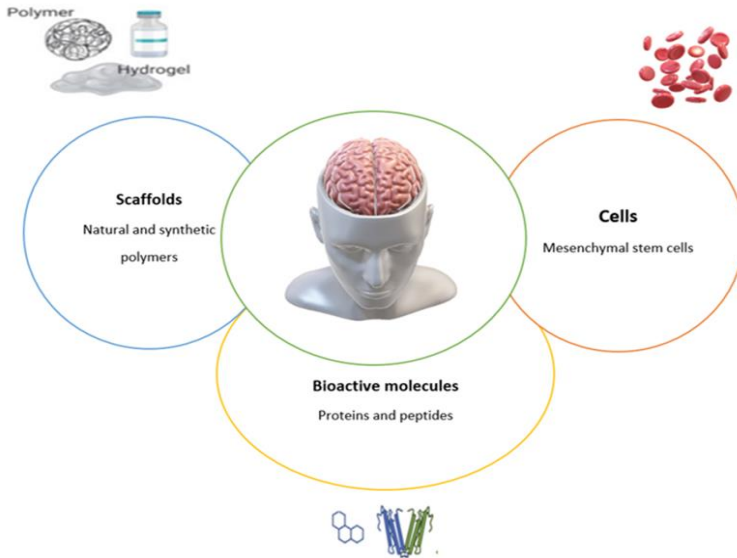 Polymer
Hydrogel
Scaffolds
Natural and synthetic
polymers
Cells
Mesenchymal stem cells
Bioactive molecules
Proteins and peptides